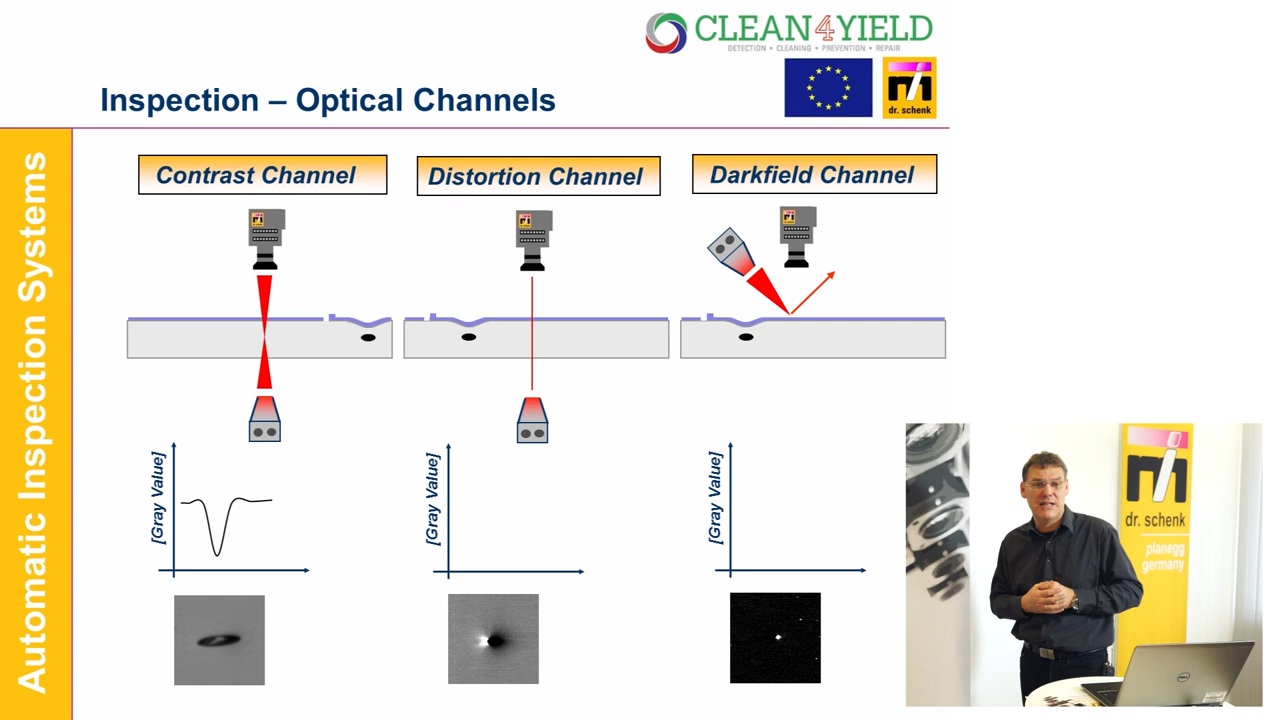 CLEAN4YIELD
DETECTION • CLEANING • PREVENTION • REPAIR
dr. schenk
Inspection – Optical Channels
Automatic Inspection Systems
Contrast Channel
Distortion Channel
Darkfield Channel
[Gray Value]
[Gray Value]
[Gray Value]
dr. schenk
planegg
germany
DELL